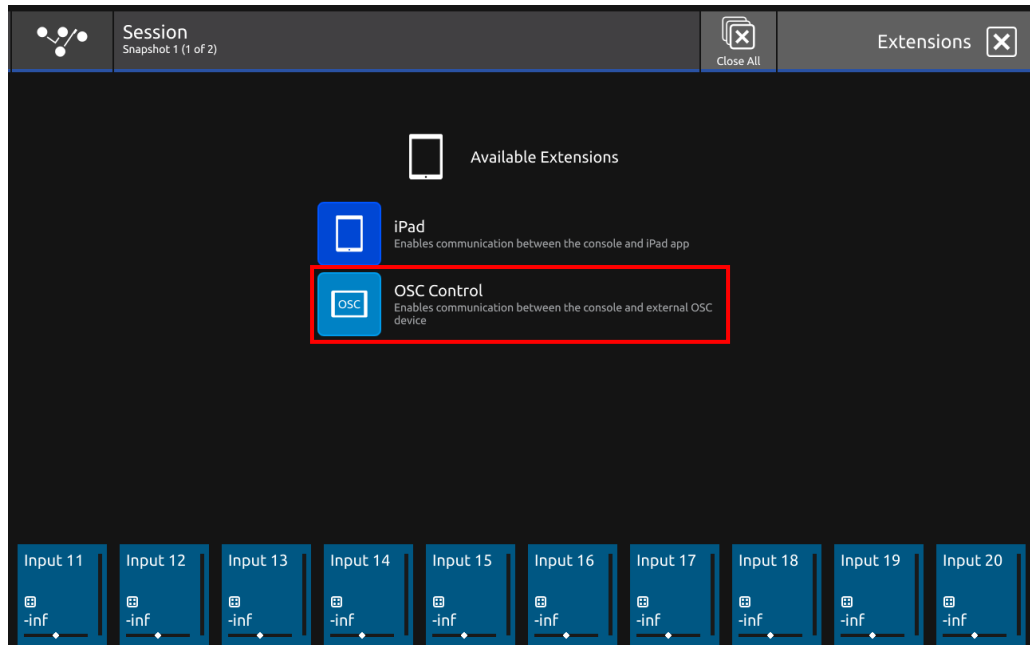 Session
Snapshot 1 (1 of 2)
Close All
Extensions
Available Extensions
iPad
Enables communication between the console and iPad app
OSC
OSC Control
Enables communication between the console and external OSC
device
Input 11
-inf
Input 12
-inf
Input 13
-inf
Input 14
-inf
Input 15
-inf
Input 16
-inf
Input 17
-inf
Input 18
-inf
Input 19
-inf
Input 20
-inf